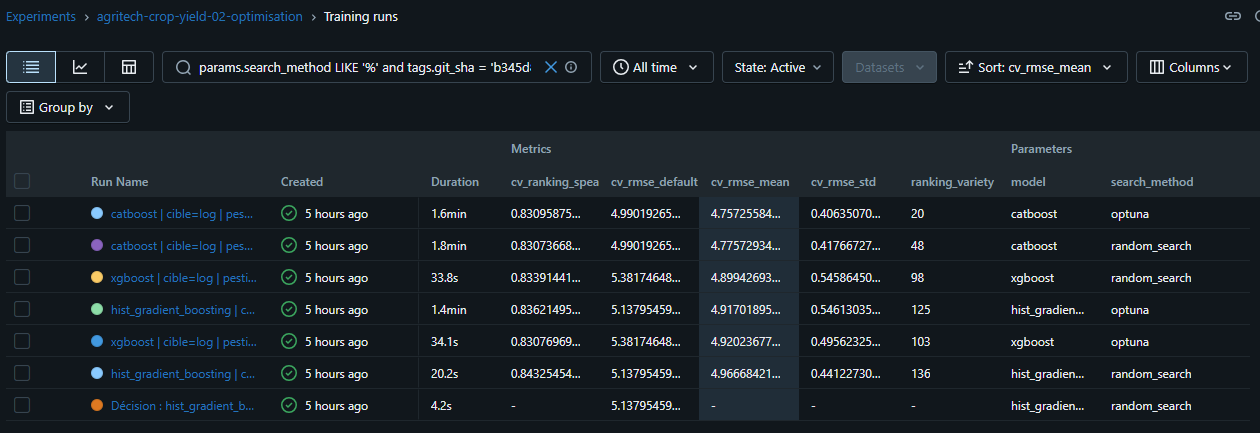 Experiments › agritech-crop-yield-02-optimisation › Training runs
params.search_method LIKE '%' and tags.git_sha = 'b345d All time State: Active Datasets Sort: cv_rmse_mean Columns
Group by
Metrics Parameters
Run Name Created Duration cv_ranking_spea cv_rmse_default cv_rmse_mean cv_rmse_std ranking_variety model search_method
catboost | cible=log | pes... 5 hours ago 1.6min 0.83095875... 4.99019265... 4.75725584... 0.40635070... 20 catboost optuna
catboost | cible=log | pes... 5 hours ago 1.8min 0.83073668... 4.99019265... 4.77572934... 0.41766727... 48 catboost random_search
xgboost | cible=log | pesti... 5 hours ago 33.8s 0.83391441... 5.38174648... 4.89942693... 0.54586450... 98 xgboost random_search
hist_gradient_boosting | c... 5 hours ago 1.4min 0.83621495... 5.13795459... 4.91701895... 0.54613035... 125 hist_gradien... optuna
xgboost | cible=log | pesti... 5 hours ago 34.1s 0.83076969... 5.38174648... 4.92023677... 0.49562325... 103 xgboost optuna
hist_gradient_boosting | c... 5 hours ago 20.2s 0.84325454... 5.13795459... 4.96668421... 0.44122730... 136 hist_gradien... random_search
Décision : hist_gradient_b... 5 hours ago 4.2s - 5.13795459... - - - hist_gradien... random_search